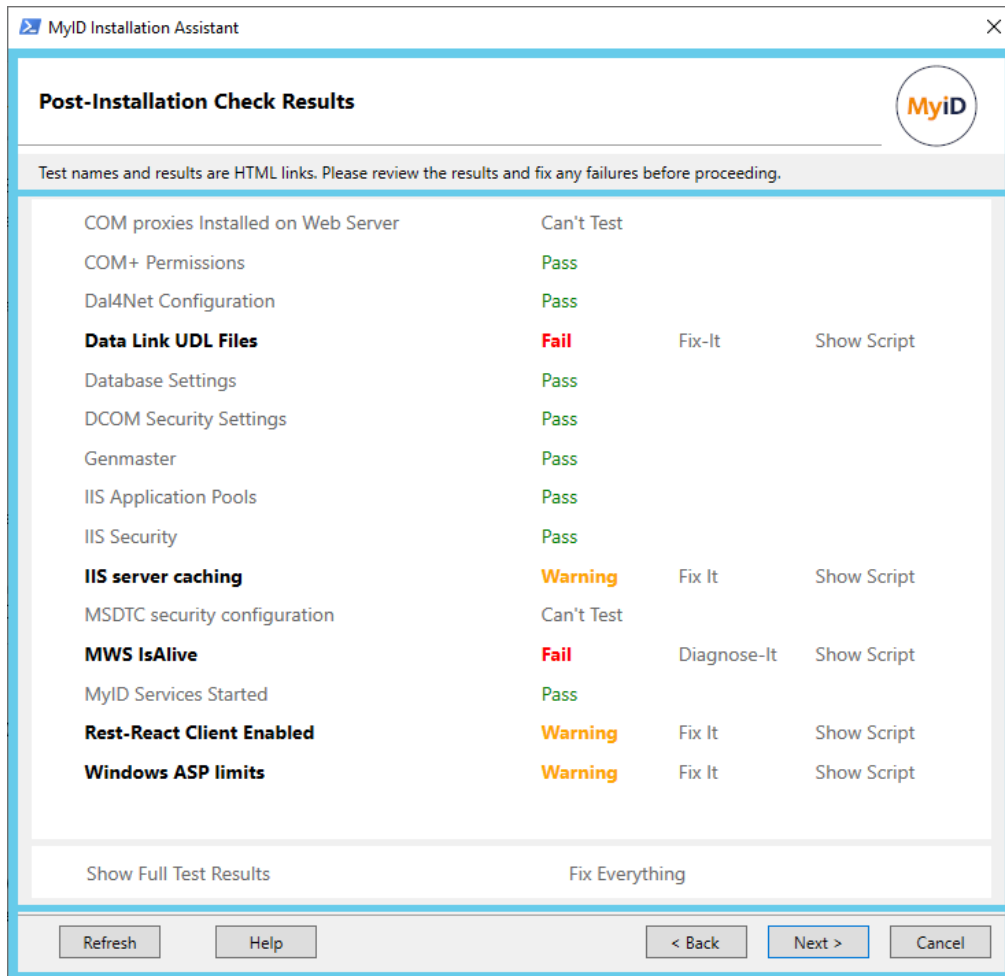 MyID Installation Assistant
Post-Installation Check Results
MyiD
Test names and results are HTML links. Please review the results and fix any failures before proceeding.
COM proxies Installed on Web Server Can't Test
COM+ Permissions Pass
Dal4Net Configuration Pass
Data Link UDL Files Fail Fix-It Show Script
Database Settings Pass
DCOM Security Settings Pass
Genmaster Pass
IIS Application Pools Pass
IIS Security Pass
IIS server caching Warning Fix It Show Script
MSDTC security configuration Can't Test
MWS IsAlive Fail Diagnose-It Show Script
MyID Services Started Pass
Rest-React Client Enabled Warning Fix It Show Script
Windows ASP limits Warning Fix It Show Script
Show Full Test Results Fix Everything
Refresh Help < Back Next > Cancel